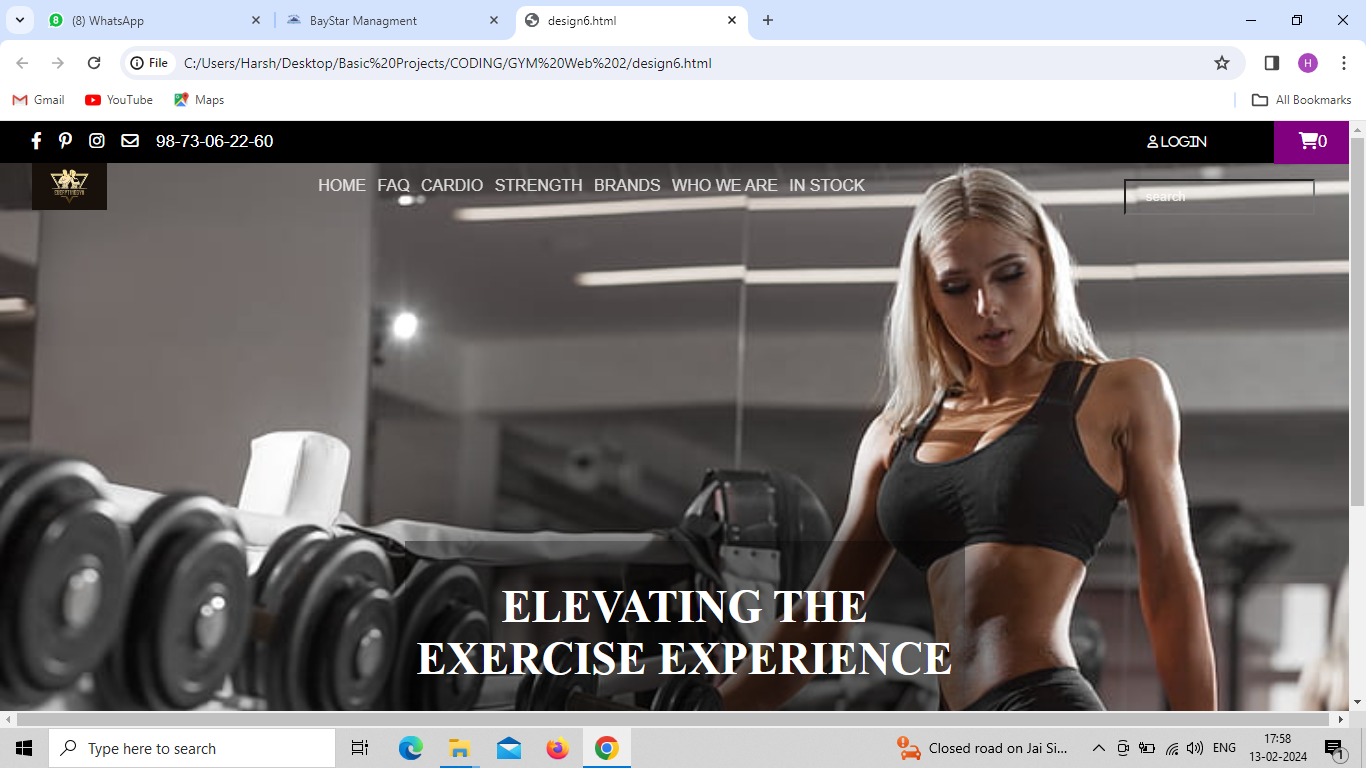 (8) WhatsApp
BayStar Managment
design6.html
File
C:/Users/Harsh/Desktop/Basic%20Projects/CODING/GYM%20Web%202/design6.html
H
Gmail
YouTube
Maps
All Bookmarks
98-73-06-22-60
LOGIN
0
HOME FAQ CARDIO STRENGTH BRANDS WHO WE ARE IN STOCK
search
ELEVATING THE
EXERCISE EXPERIENCE
Type here to search
Closed road on Jai Si...
ENG
17:58
13-02-2024
1